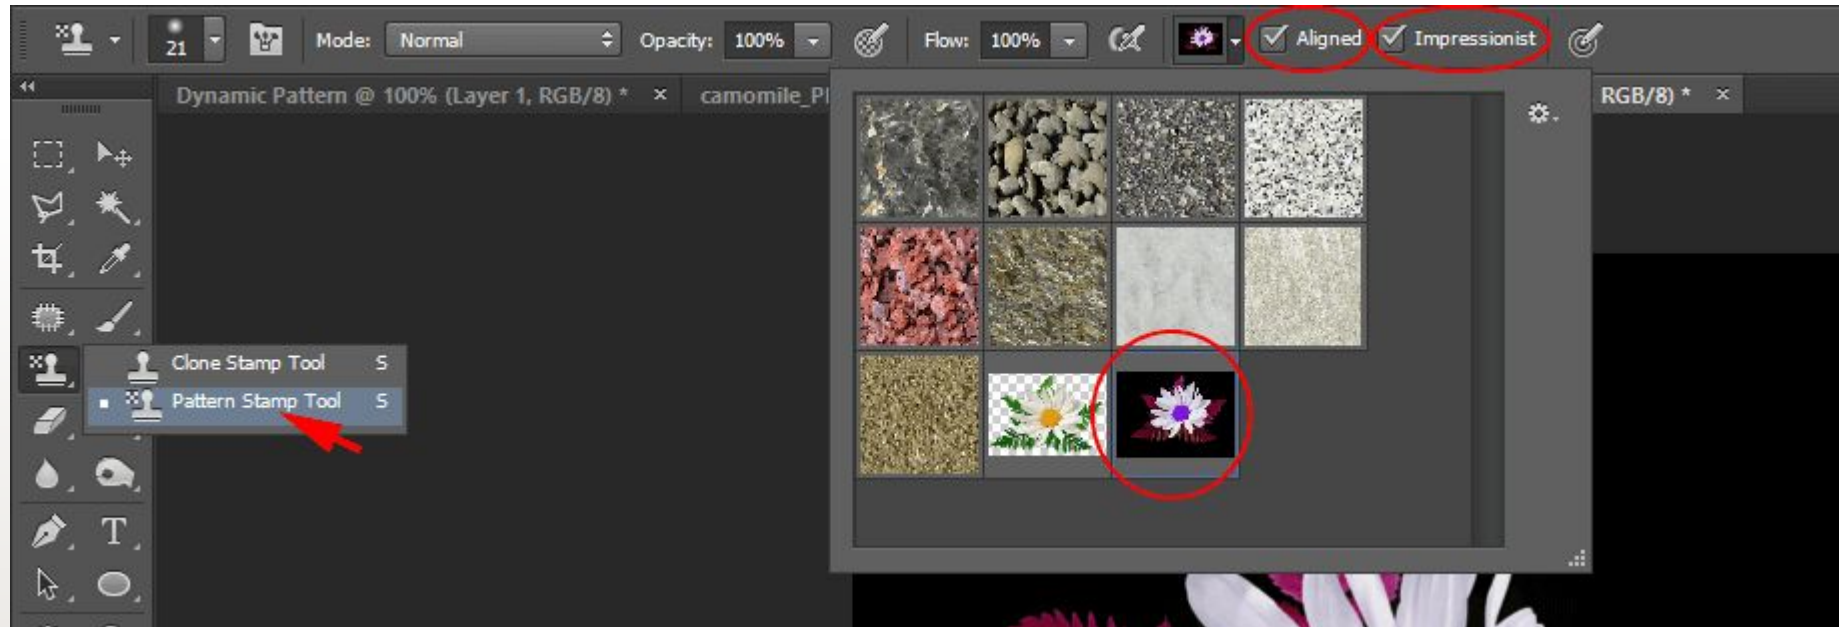 21 Mode: Normal Opacity: 100% Flow: 100% Aligned Impressionist
Dynamic Pattern @ 100% (Layer 1, RGB/8) * × camomile_ RGB/8) * ×
Clone Stamp Tool S
Pattern Stamp Tool S
T